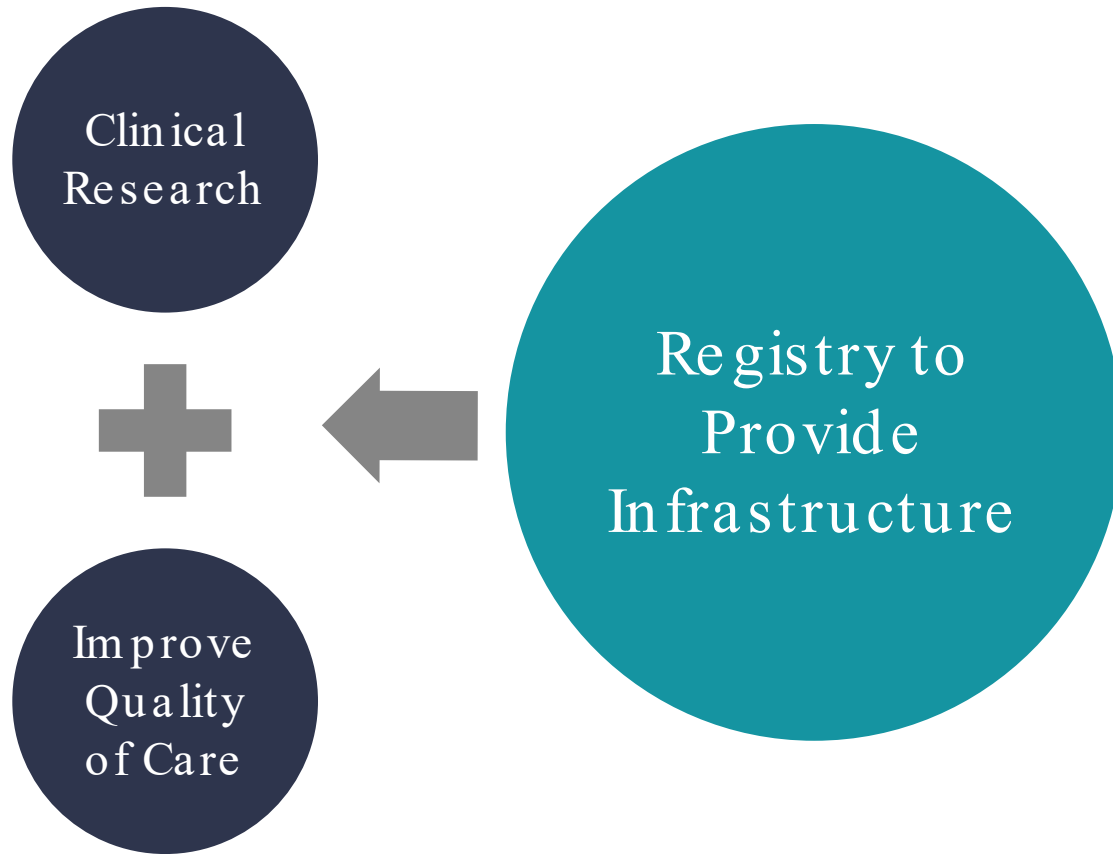 Clinical
Research
Improve
Quality
of Care
Registry to
Provide
Infrastructure